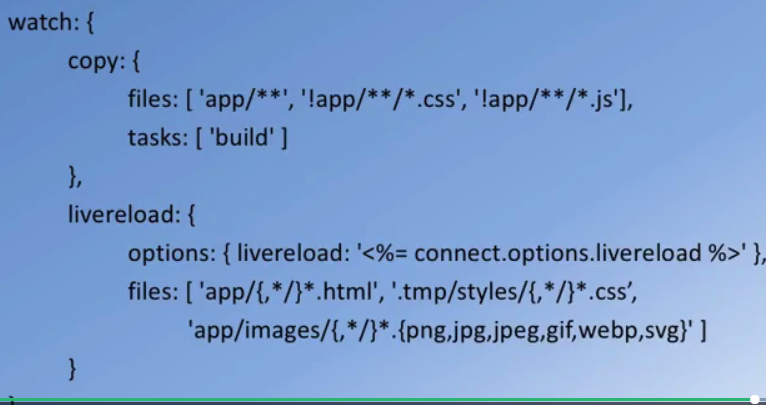 watch: {
copy: {
files: [ 'app/**', '!app/**/*.css', '!app/**/*.js'],
tasks: [ 'build' ]
},
livereload: {
options: { livereload: '<%= connect.options.livereload %>' },
files: [ 'app/{,*/}*.html', '.tmp/styles/{,*/}*.css’,
'app/images/{,*/}*.{png,jpg,jpeg,gif,webp,svg}' ]
}